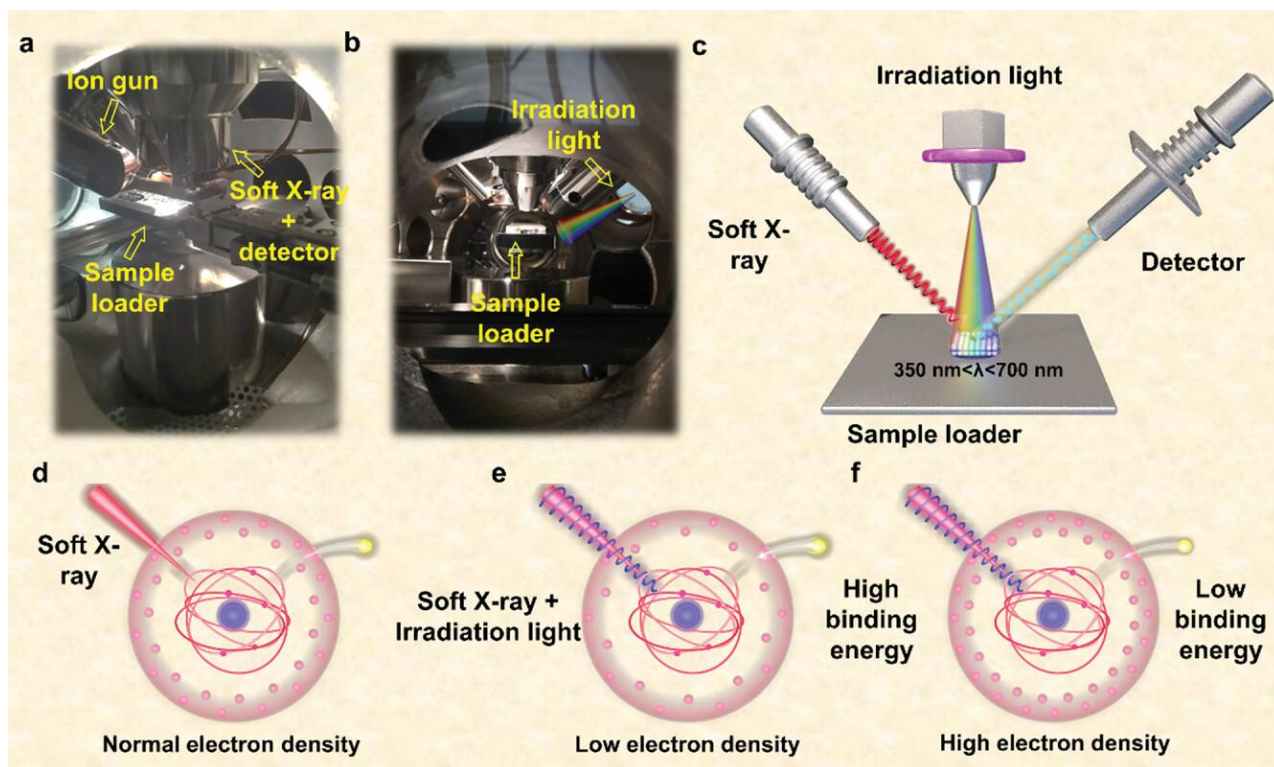 a
Ion gun
Soft X-ray
+
detector
Sample
loader
b
Irradiation
light
Sample
loader
c
Irradiation light
Soft X-
ray
Detector
350 nm<λ<700 nm
Sample loader
d
Soft X-
ray
Normal electron density
e
Soft X-ray +
Irradiation light
High
binding
energy
Low electron density
f
Low
binding
energy
High electron density